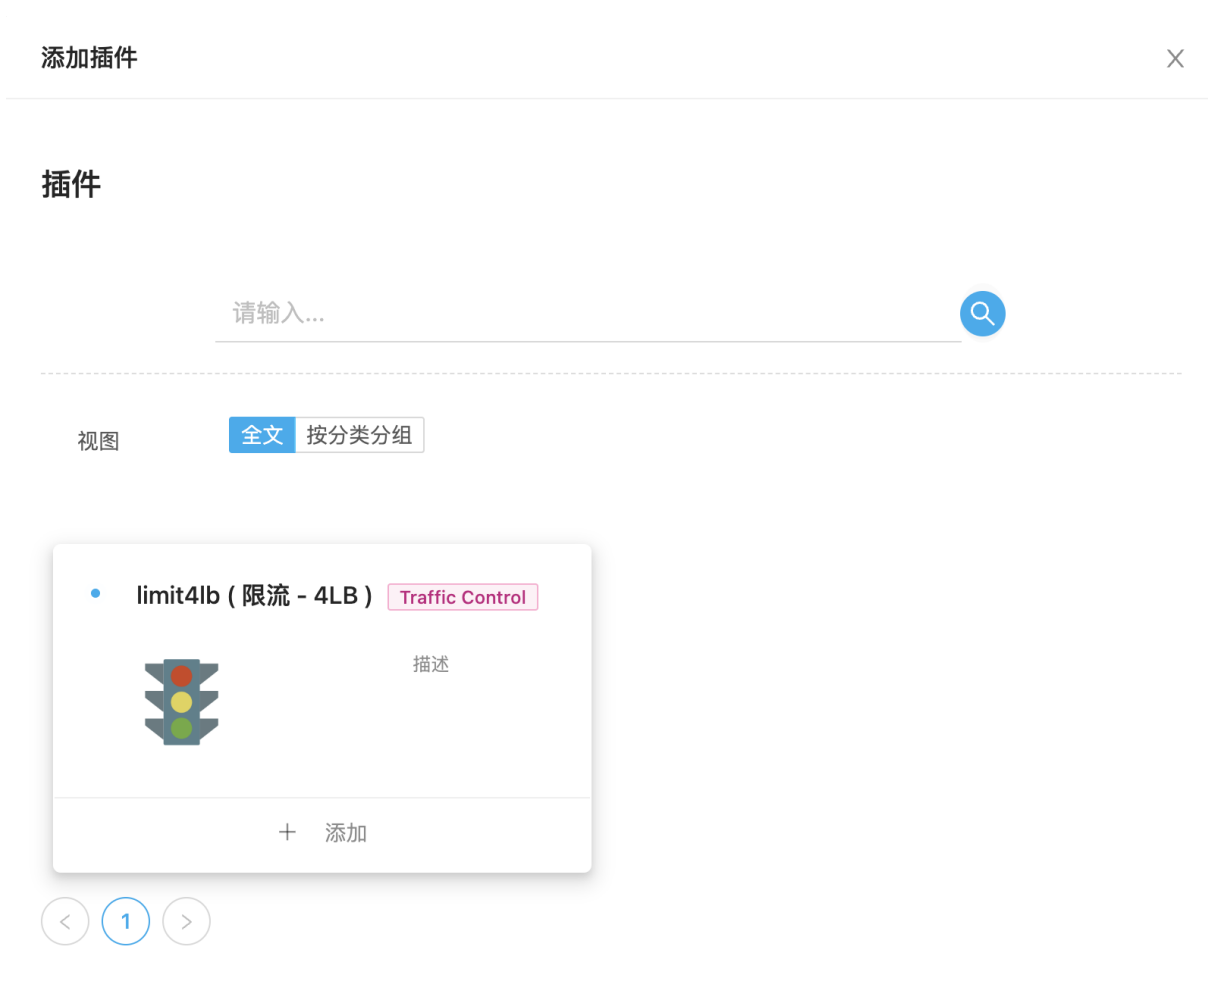 添加插件
插件
请输入...
视图 全文 按分类分组
limit4lb ( 限流 - 4LB ) Traffic Control
描述
添加
1